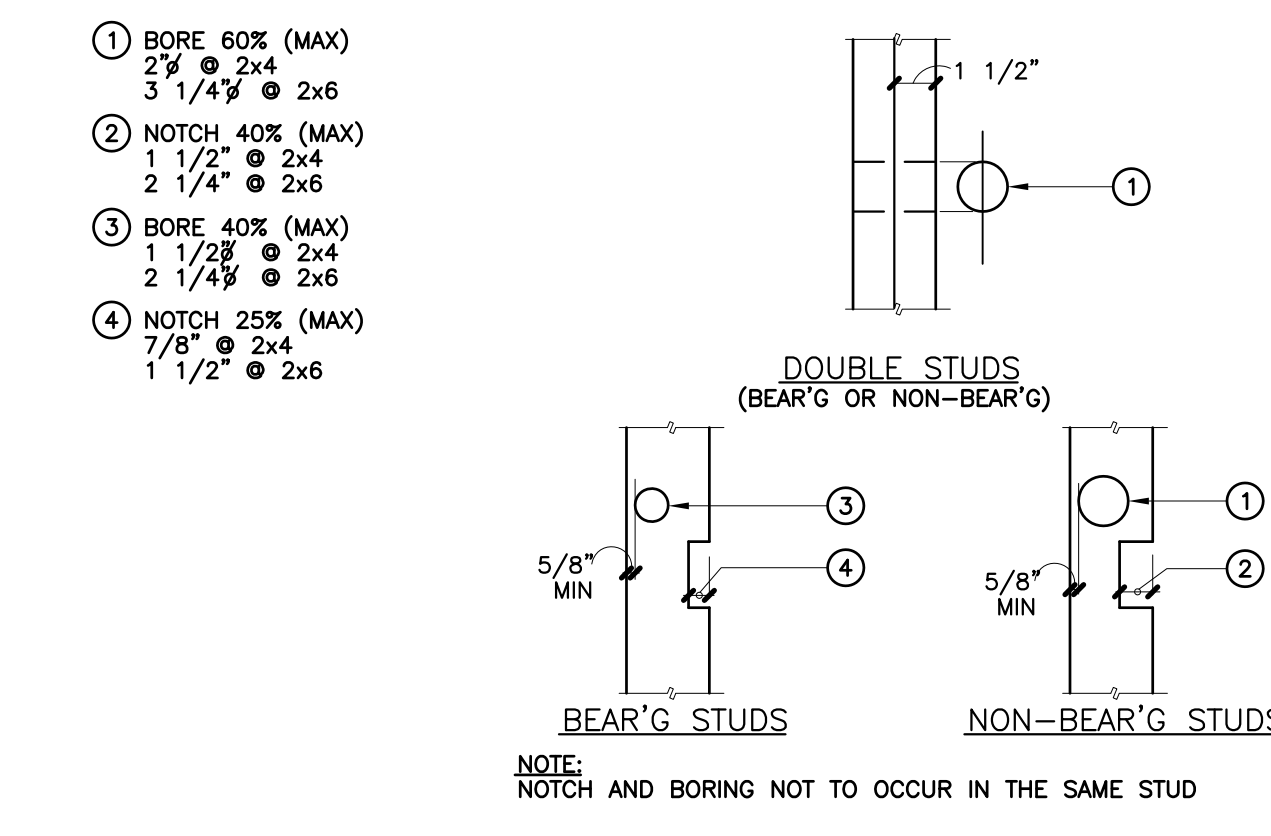 1 BORE 60% (MAX)
2"ø @ 2x4
3 1/4"ø @ 2x6
2 NOTCH 40% (MAX)
1 1/2" @ 2x4
2 1/4" @ 2x6
3 BORE 40% (MAX)
1 1/2"ø @ 2x4
2 1/4"ø @ 2x6
4 NOTCH 25% (MAX)
7/8" @ 2x4
1 1/2" @ 2x6
1 1/2"
1
DOUBLE STUDS
(BEAR'G OR NON-BEAR'G)
3
5/8"
MIN
4
BEAR'G STUDS
1
5/8"
MIN
2
NON-BEAR'G STUDS
NOTE:
NOTCH AND BORING NOT TO OCCUR IN THE SAME STUD